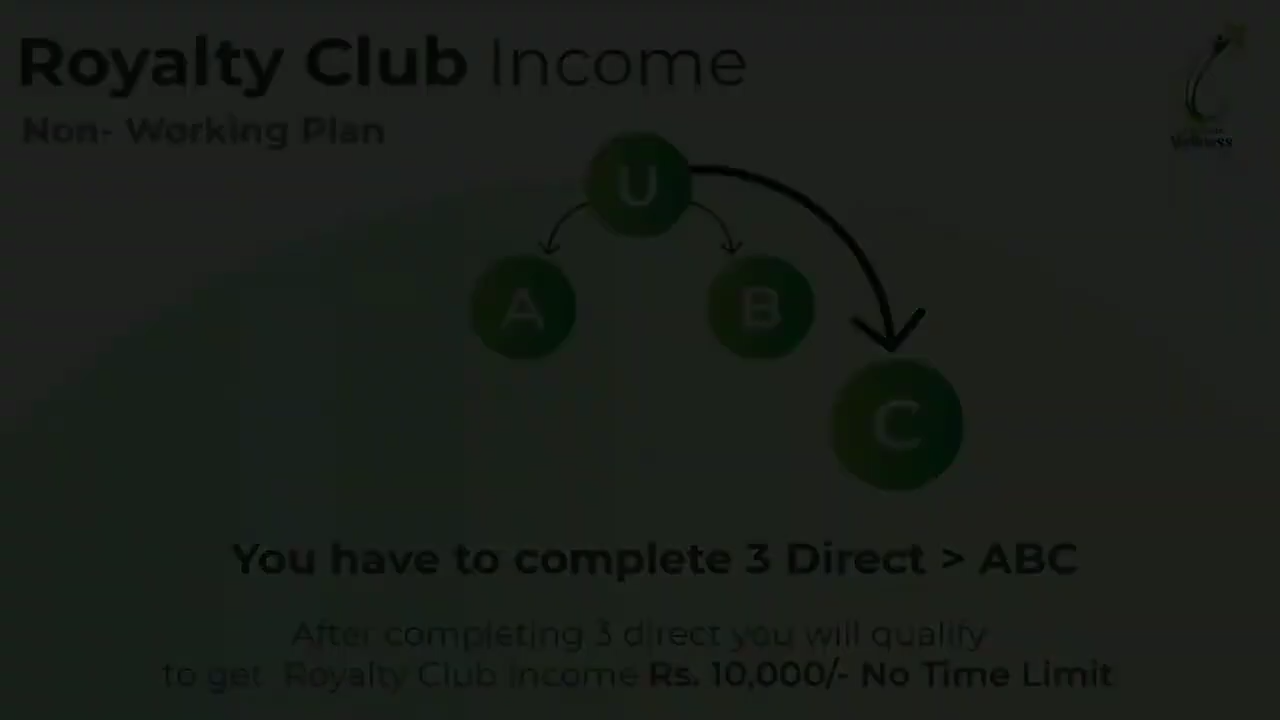 Royalty Club Income
Non- Working Plan
U
A
B
C
You have to complete 3 Direct > ABC
After completing 3 direct you will qualify
to get Royalty Club Income Rs. 10,000/- No Time Limit